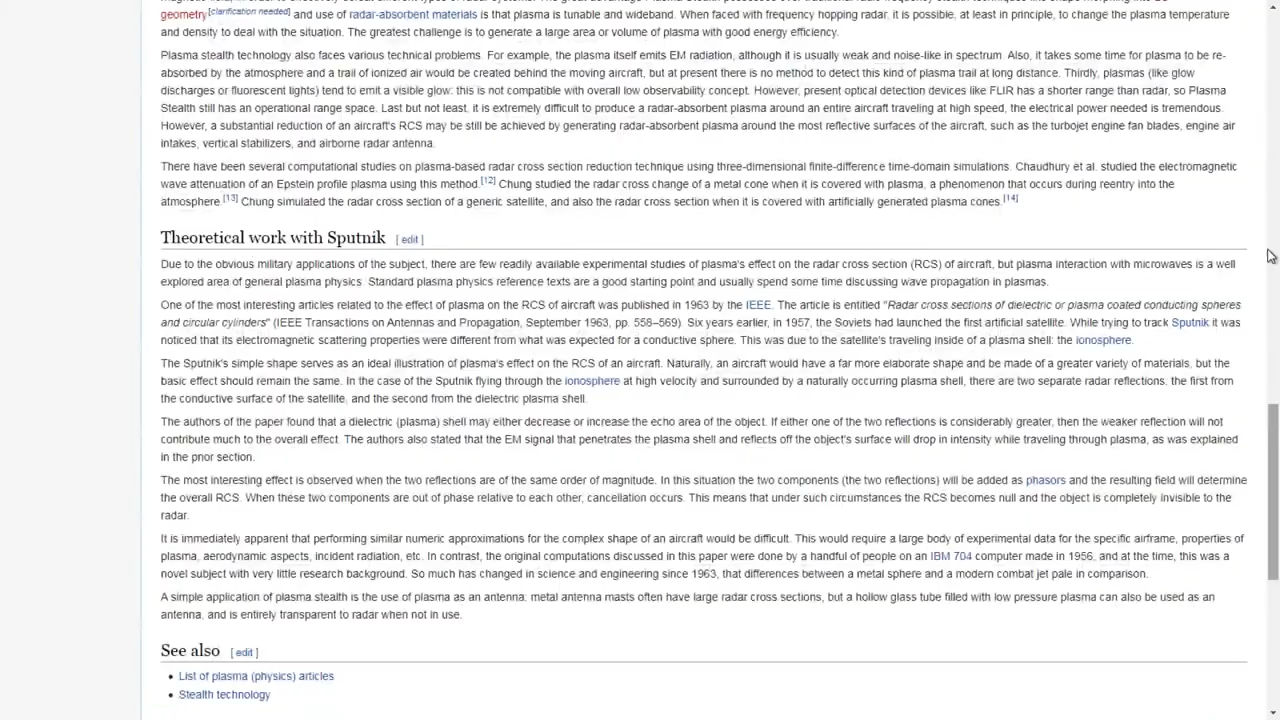 geometry[clarification needed] and use of radar-absorbent materials is that plasma is tunable and wideband. When faced with frequency hopping radar, it is possible, at least in principle, to change the plasma temperature
and density to deal with the situation. The greatest challenge is to generate a large area or volume of plasma with good energy efficiency.
Plasma stealth technology also faces various technical problems. For example, the plasma itself emits EM radiation, although it is usually weak and noise-like in spectrum. Also, it takes some time for plasma to be re-
absorbed by the atmosphere and a trail of ionized air would be created behind the moving aircraft, but at present there is no method to detect this kind of plasma trail at long distance. Thirdly, plasmas (like glow
discharges or fluorescent lights) tend to emit a visible glow: this is not compatible with overall low observability concept. However, present optical detection devices like FLIR has a shorter range than radar, so Plasma
Stealth still has an operational range space. Last but not least, it is extremely difficult to produce a radar-absorbent plasma around an entire aircraft traveling at high speed, the electrical power needed is tremendous.
However, a substantial reduction of an aircraft's RCS may be still be achieved by generating radar-absorbent plasma around the most reflective surfaces of the aircraft, such as the turbojet engine fan blades, engine air
intakes, vertical stabilizers, and airborne radar antenna.
There have been several computational studies on plasma-based radar cross section reduction technique using three-dimensional finite-difference time-domain simulations. Chaudhury et al. studied the electromagnetic
wave attenuation of an Epstein profile plasma using this method.[12] Chung studied the radar cross change of a metal cone when it is covered with plasma, a phenomenon that occurs during reentry into the
atmosphere.[13] Chung simulated the radar cross section of a generic satellite, and also the radar cross section when it is covered with artificially generated plasma cones.[14]
Theoretical work with Sputnik [ edit ]
Due to the obvious military applications of the subject, there are few readily available experimental studies of plasma's effect on the radar cross section (RCS) of aircraft, but plasma interaction with microwaves is a well
explored area of general plasma physics. Standard plasma physics reference texts are a good starting point and usually spend some time discussing wave propagation in plasmas.
One of the most interesting articles related to the effect of plasma on the RCS of aircraft was published in 1963 by the IEEE. The article is entitled "Radar cross sections of dielectric or plasma coated conducting spheres
and circular cylinders" (IEEE Transactions on Antennas and Propagation, September 1963, pp. 558–569). Six years earlier, in 1957, the Soviets had launched the first artificial satellite. While trying to track Sputnik it was
noticed that its electromagnetic scattering properties were different from what was expected for a conductive sphere. This was due to the satellite's traveling inside of a plasma shell: the ionosphere.
The Sputnik's simple shape serves as an ideal illustration of plasma's effect on the RCS of an aircraft. Naturally, an aircraft would have a far more elaborate shape and be made of a greater variety of materials, but the
basic effect should remain the same. In the case of the Sputnik flying through the ionosphere at high velocity and surrounded by a naturally occurring plasma shell, there are two separate radar reflections: the first from
the conductive surface of the satellite, and the second from the dielectric plasma shell.
The authors of the paper found that a dielectric (plasma) shell may either decrease or increase the echo area of the object. If either one of the two reflections is considerably greater, then the weaker reflection will not
contribute much to the overall effect. The authors also stated that the EM signal that penetrates the plasma shell and reflects off the object's surface will drop in intensity while traveling through plasma, as was explained
in the prior section.
The most interesting effect is observed when the two reflections are of the same order of magnitude. In this situation the two components (the two reflections) will be added as phasors and the resulting field will determine
the overall RCS. When these two components are out of phase relative to each other, cancellation occurs. This means that under such circumstances the RCS becomes null and the object is completely invisible to the
radar.
It is immediately apparent that performing similar numeric approximations for the complex shape of an aircraft would be difficult. This would require a large body of experimental data for the specific airframe, properties of
plasma, aerodynamic aspects, incident radiation, etc. In contrast, the original computations discussed in this paper were done by a handful of people on an IBM 704 computer made in 1956, and at the time, this was a
novel subject with very little research background. So much has changed in science and engineering since 1963, that differences between a metal sphere and a modern combat jet pale in comparison.
A simple application of plasma stealth is the use of plasma as an antenna: metal antenna masts often have large radar cross sections, but a hollow glass tube filled with low pressure plasma can also be used as an
antenna, and is entirely transparent to radar when not in use.
See also [ edit ]
List of plasma (physics) articles
Stealth technology